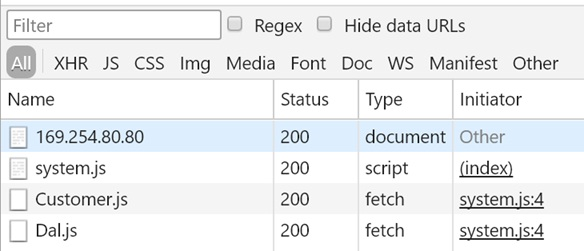 Filter Regex Hide data URLs
All XHR JS CSS Img Media Font Doc WS Manifest Other
Name Status Type Initiator
169.254.80.80 200 document Other
system.js 200 script (index)
Customer.js 200 fetch system.js:4
Dal.js 200 fetch system.js:4